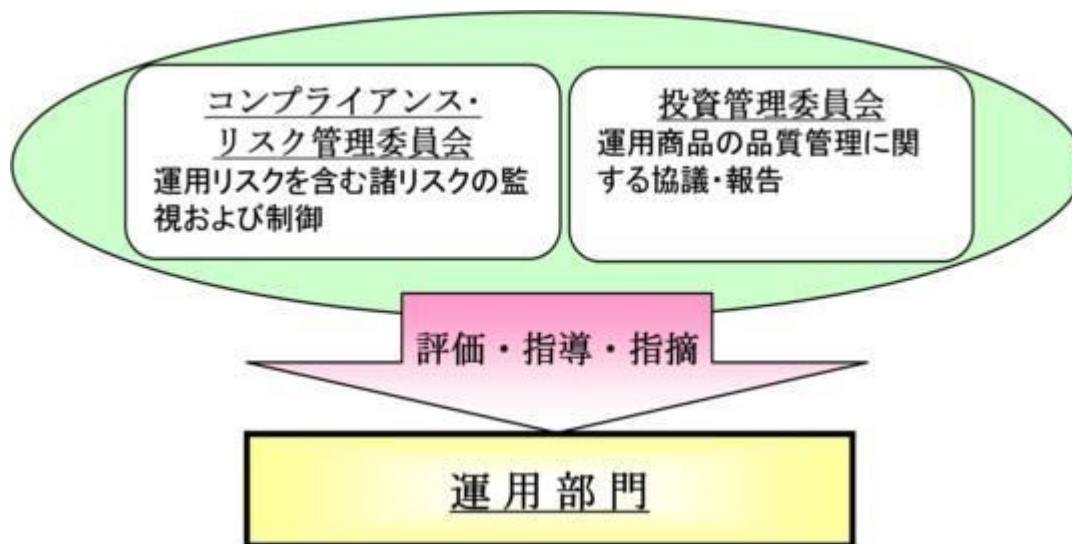 コンプライアンス・
リスク管理委員会
運用リスクを含む諸リスクの監
視および制御
投資管理委員会
運用商品の品質管理に関
する協議・報告
評価・指導・指摘
運用部門